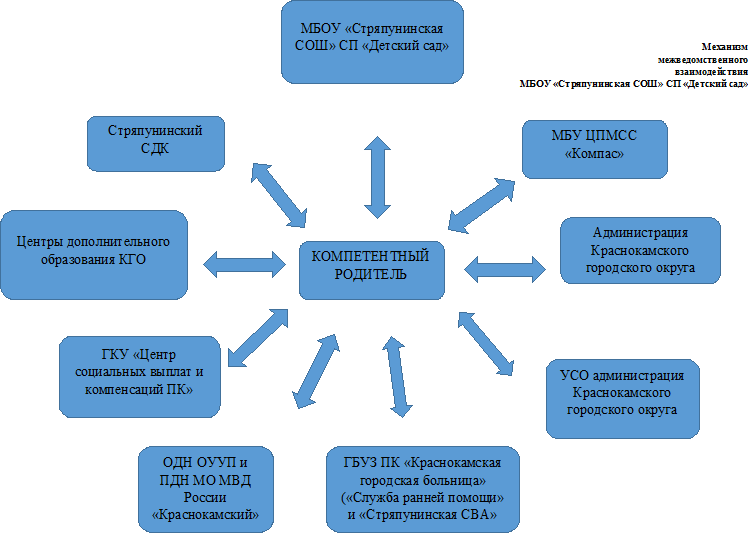 МБОУ «Стряпунинская
СОШ» СП «Детский сад»
Механизм
межведомственного
взаимодействия
МБОУ «Стряпунинская СОШ» СП «Детский сад»
Стряпунинский
СДК
МБУ ЦПМСС
«Компас»
Центры дополнительного
образования КГО
КОМПЕТЕНТНЫЙ
РОДИТЕЛЬ
Администрация
Краснокамского
городского округа
ГКУ «Центр
социальных выплат и
компенсаций ПК»
УСО администрация
Краснокамского
городского округа
ОДН ОУУП и
ПДН МО МВД
России
«Краснокамский»
ГБУЗ ПК «Краснокамская
городская больница»
(«Служба ранней помощи»
и «Стряпунинская СВА»